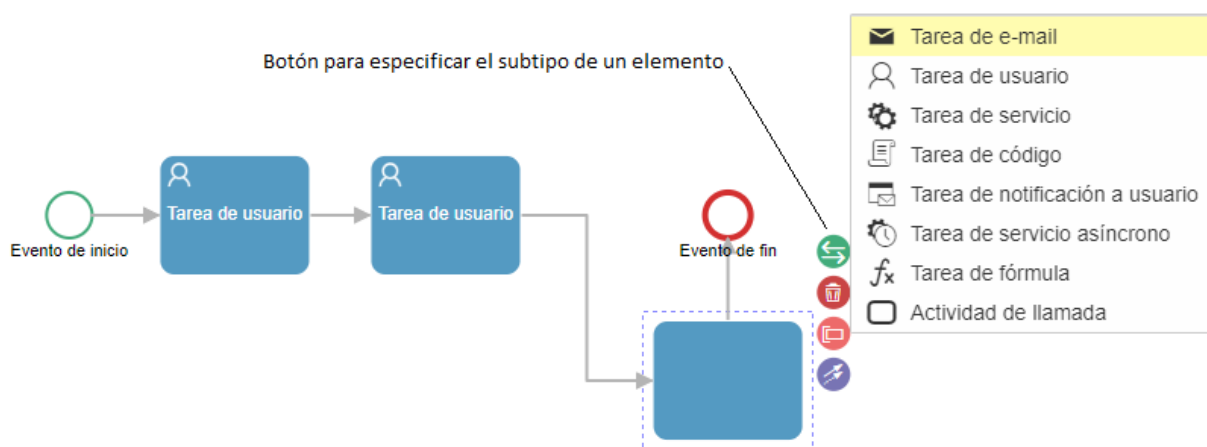 Botón para especificar el subtipo de un elemento
Tarea de e-mail
Tarea de usuario
Tarea de servicio
Tarea de código
Tarea de notificación a usuario
Tarea de servicio asíncrono
Tarea de fórmula
Actividad de llamada
Evento de inicio
Tarea de usuario
Tarea de usuario
Evento de fin